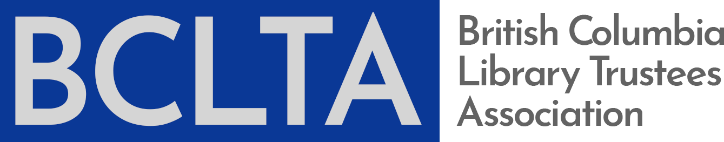 BCLTA
British Columbia
Library Trustees
Association